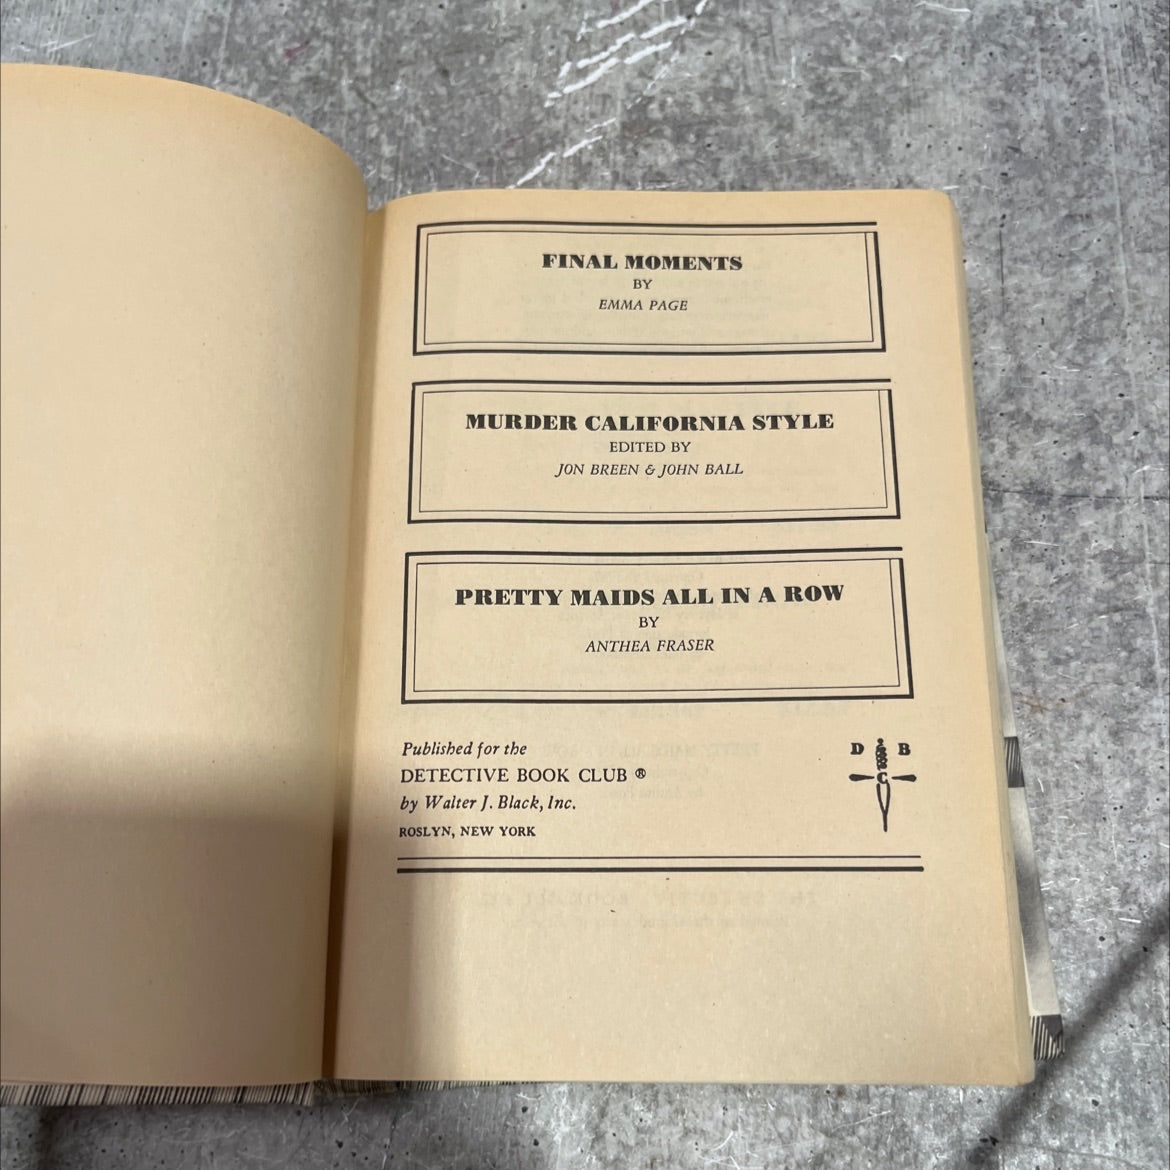 FINAL MOMENTS
BY
EMMA PAGE
MURDER CALIFORNIA STYLE
EDITED BY
JON BREEN & JOHN BALL
PRETTY MAIDS ALL IN A ROW
BY
ANTHEA FRASER
Published for the
DETECTIVE BOOK CLUB ®
by Walter J. Black, Inc.
ROSLYN, NEW YORK
D B
C